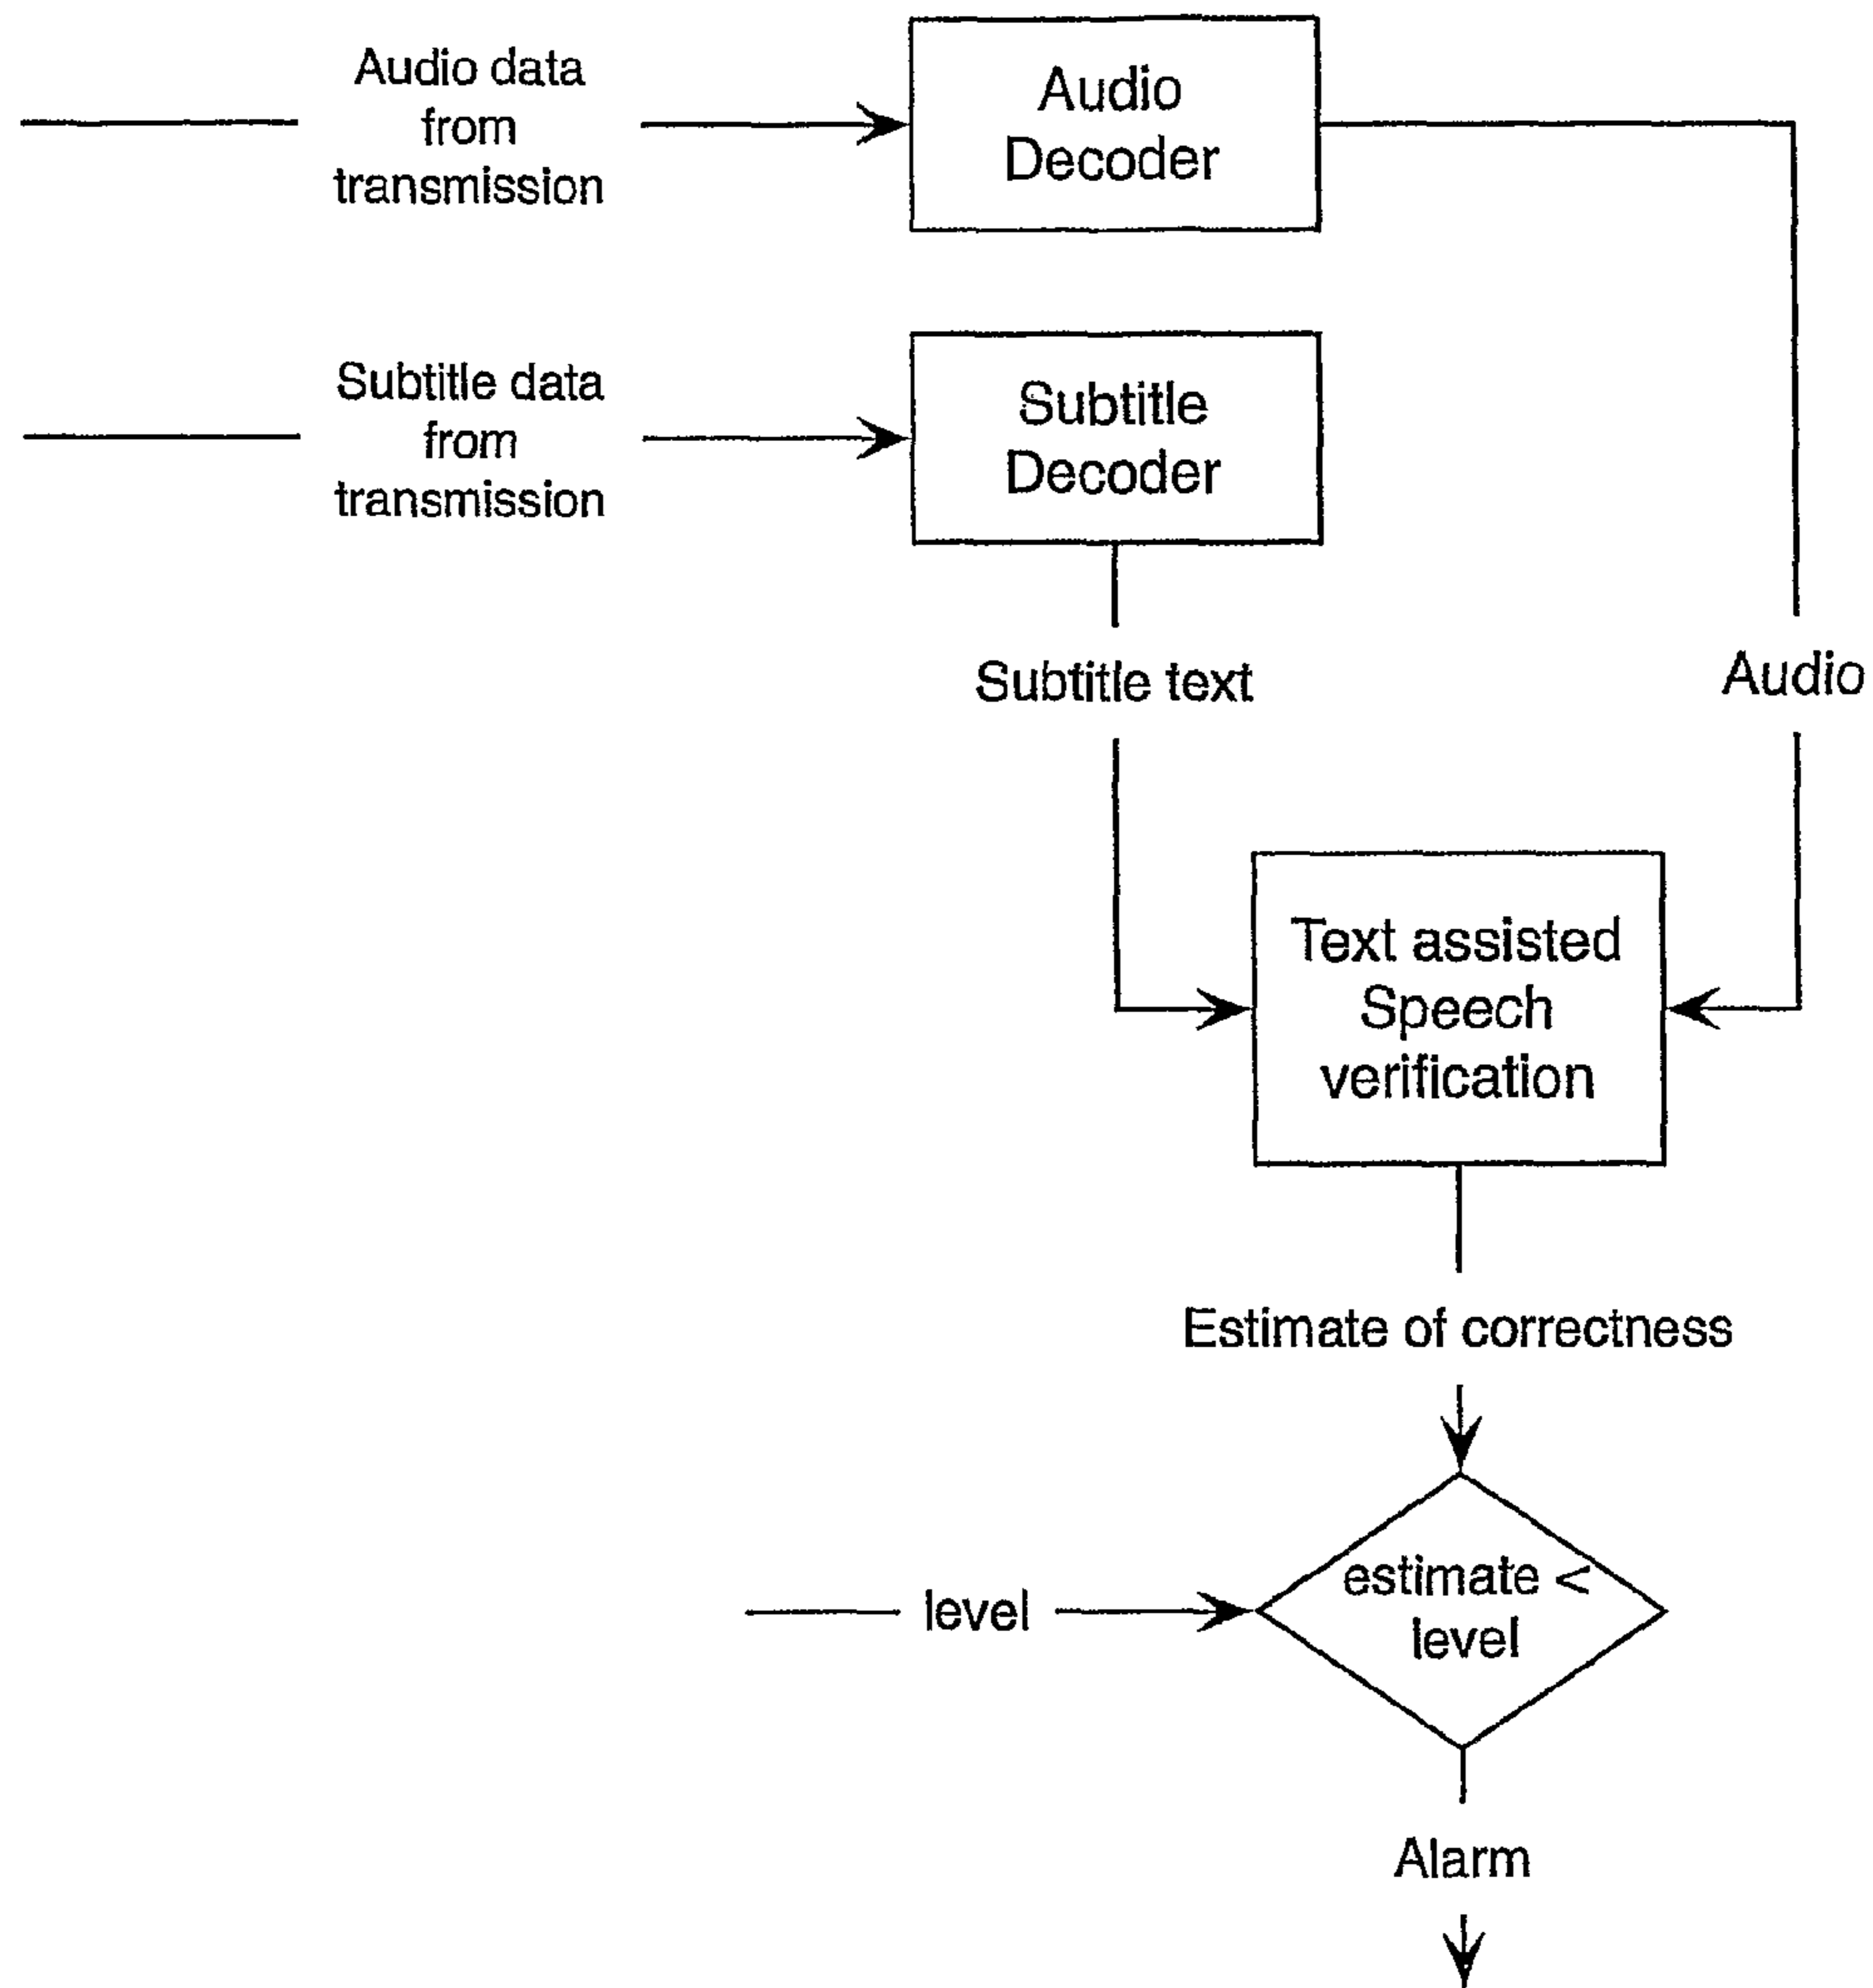 Audio data
from
transmission
Audio
Decoder
Subtitle data
from
transmission
Subtitle
Decoder
Subtitle text
Audio
Text assisted
Speech
verification
Estimate of correctness
level
estimate <
level
Alarm